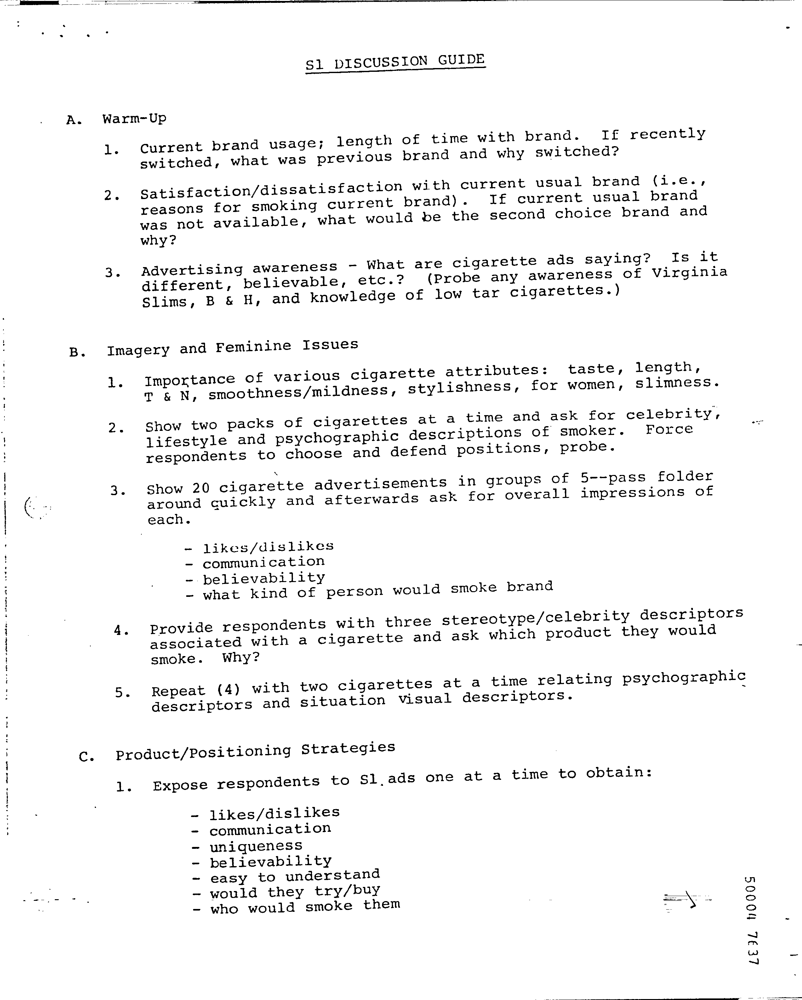 S1 DISCUSSION GUIDE
A. Warm-Up
1. Current brand usage; length of time with brand. If recently
switched, what was previous brand and why switched?
2. Satisfaction/dissatisfaction with current usual brand (i.e.,
reasons for smoking current brand). If current usual brand
was not available, what would be the second choice brand and
why?
3. Advertising awareness - What are cigarette ads saying? Is it
different, believable, etc.? (Probe any awareness of Virginia
Slims, B & H, and knowledge of low tar cigarettes.)
B. Imagery and Feminine Issues
1. Importance of various cigarette attributes: taste, length,
T & N, smoothness/mildness, stylishness, for women, slimness.
2. Show two packs of cigarettes at a time and ask for celebrity,
lifestyle and psychographic descriptions of smoker. Force
respondents to choose and defend positions, probe.
3. Show 20 cigarette advertisements in groups of 5--pass folder
around quickly and afterwards ask for overall impressions of
each.
- likes/dislikes
- communication
- believability
- what kind of person would smoke brand
4. Provide respondents with three stereotype/celebrity descriptors
associated with a cigarette and ask which product they would
smoke. Why?
5. Repeat (4) with two cigarettes at a time relating psychographic
descriptors and situation visual descriptors.
C. Product/Positioning Strategies
1. Expose respondents to S1 ads one at a time to obtain:
- likes/dislikes
- communication
- uniqueness
- believability
- easy to understand
- would they try/buy
- who would smoke them